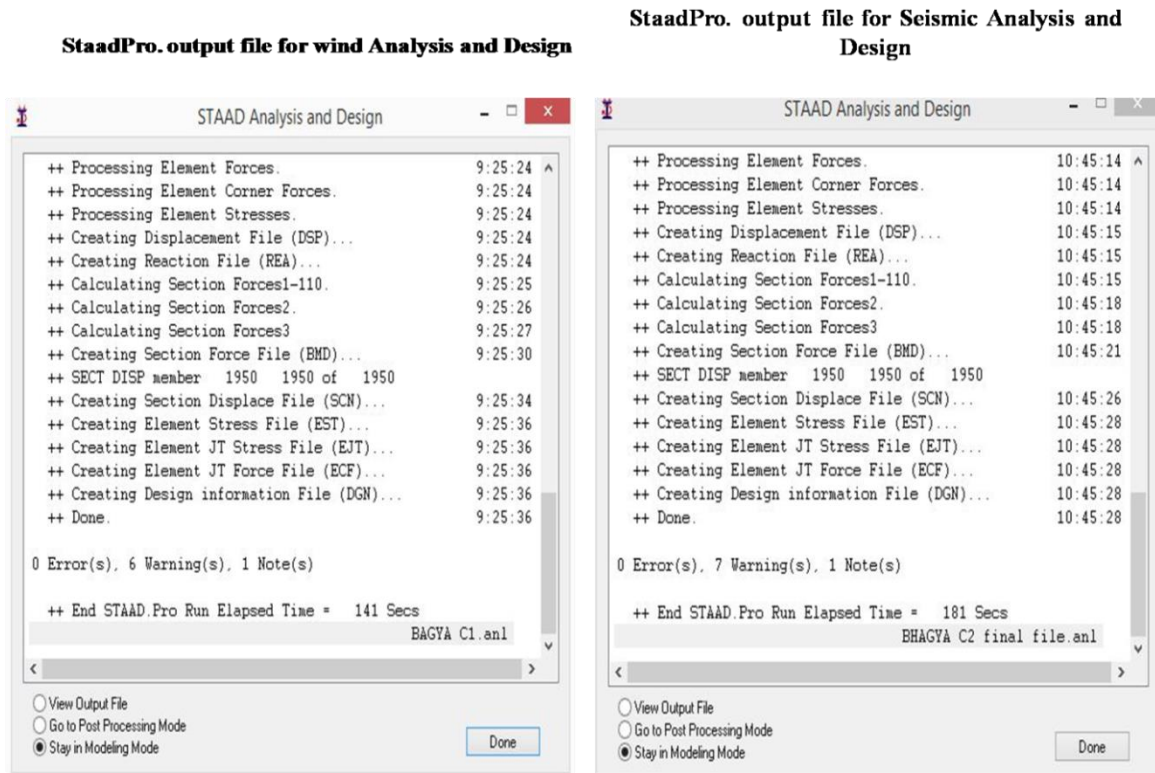 StaadPro. output file for wind Analysis and Design
STAAD Analysis and Design
++ Processing Element Forces. 9:25:24
++ Processing Element Corner Forces. 9:25:24
++ Processing Element Stresses. 9:25:24
++ Creating Displacement File (DSP)... 9:25:24
++ Creating Reaction File (REA)... 9:25:24
++ Calculating Section Forces1-110. 9:25:25
++ Calculating Section Forces2. 9:25:26
++ Calculating Section Forces3 9:25:27
++ Creating Section Force File (BMD)... 9:25:30
++ SECT DISP member 1950 1950 of 1950
++ Creating Section Displace File (SCN)... 9:25:34
++ Creating Element Stress File (EST)... 9:25:36
++ Creating Element JT Stress File (EJT)... 9:25:36
++ Creating Element JT Force File (ECF)... 9:25:36
++ Creating Design information File (DGN)... 9:25:36
++ Done. 9:25:36
0 Error(s), 6 Warning(s), 1 Note(s)
++ End STAAD.Pro Run Elapsed Time = 141 Secs
BAGYA C1.anl
View Output File
Go to Post Processing Mode
Stay in Modeling Mode
Done
StaadPro. output file for Seismic Analysis and
Design
STAAD Analysis and Design
++ Processing Element Forces. 10:45:14
++ Processing Element Corner Forces. 10:45:14
++ Processing Element Stresses. 10:45:14
++ Creating Displacement File (DSP)... 10:45:15
++ Creating Reaction File (REA)... 10:45:15
++ Calculating Section Forces1-110. 10:45:15
++ Calculating Section Forces2. 10:45:18
++ Calculating Section Forces3 10:45:18
++ Creating Section Force File (BMD)... 10:45:21
++ SECT DISP member 1950 1950 of 1950
++ Creating Section Displace File (SCN)... 10:45:26
++ Creating Element Stress File (EST)... 10:45:28
++ Creating Element JT Stress File (EJT)... 10:45:28
++ Creating Element JT Force File (ECF)... 10:45:28
++ Creating Design information File (DGN)... 10:45:28
++ Done. 10:45:28
0 Error(s), 7 Warning(s), 1 Note(s)
++ End STAAD.Pro Run Elapsed Time = 181 Secs
BHAGYA C2 final file.anl
View Output File
Go to Post Processing Mode
Stay in Modeling Mode
Done